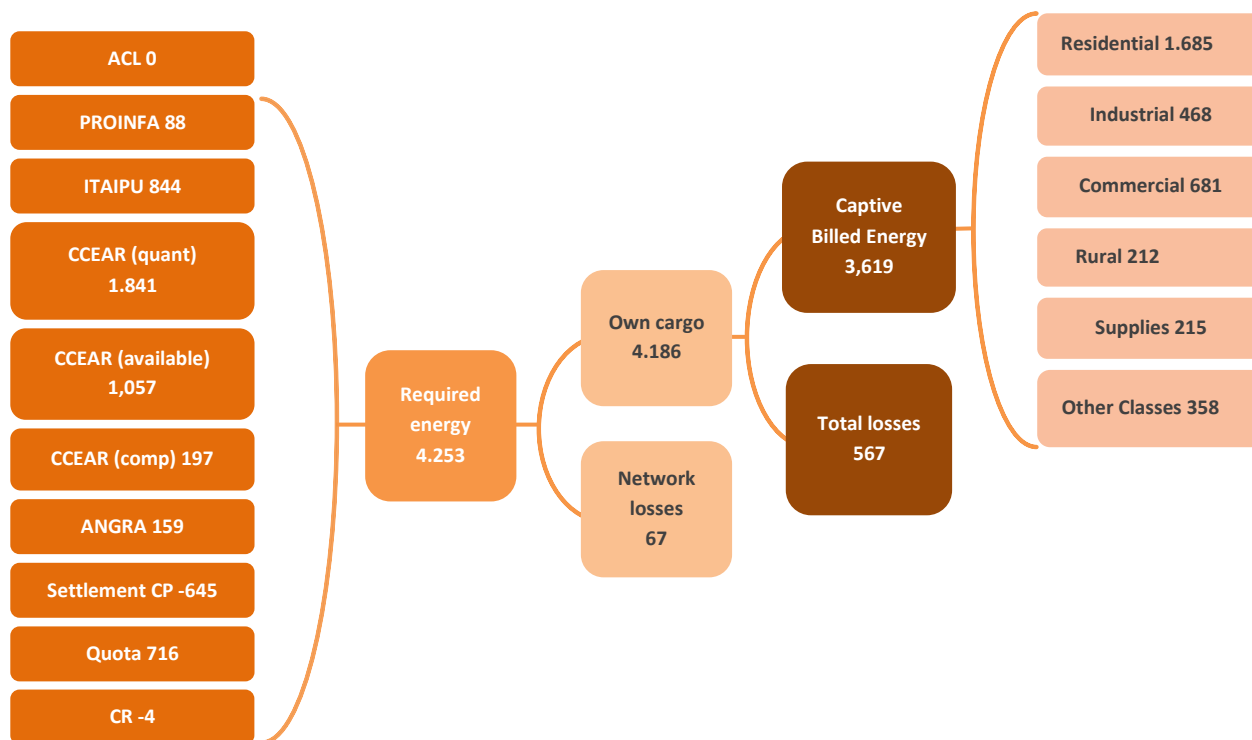 ACL 0
PROINFA 88
ITAIPU 844
CCEAR (quant)
1.841
CCEAR (available)
1,057
CCEAR (comp) 197
ANGRA 159
Settlement CP -645
Quota 716
CR -4
Required
energy
4.253
Own cargo
4.186
Network
losses
67
Captive
Billed Energy
3,619
Total losses
567
Residential 1.685
Industrial 468
Commercial 681
Rural 212
Supplies 215
Other Classes 358